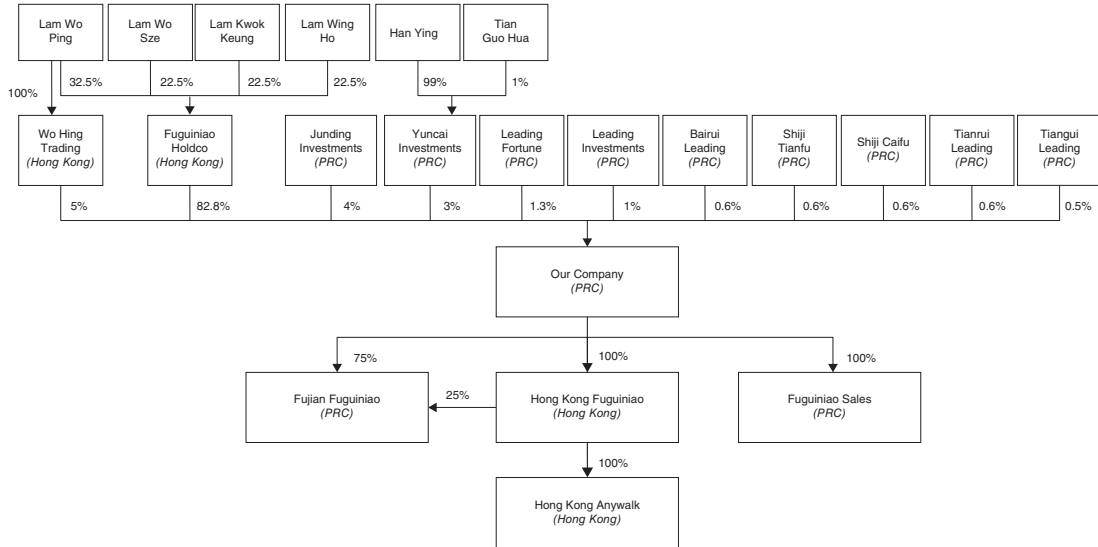 Lam Wo
Ping
Lam Wo
Sze
Lam Kwok
Keung
Lam Wing
Ho
Han Ying
Tian
Guo Hua
100%
32.5%
22.5%
22.5%
22.5%
99%
1%
Wo Hing
Trading
(Hong Kong)
Fuguiniao
Holdco
(Hong Kong)
Junding
Investments
(PRC)
Yuncai
Investments
(PRC)
Leading
Fortune
(PRC)
Leading
Investments
(PRC)
Bairui
Leading
(PRC)
Shiji
Tianfu
(PRC)
Shiji Caifu
(PRC)
Tianrui
Leading
(PRC)
Tiangui
Leading
(PRC)
5%
82.8%
4%
3%
1.3%
1%
0.6%
0.6%
0.6%
0.6%
0.5%
Our Company
(PRC)
75%
100%
100%
Fujian Fuguiniao
(PRC)
25%
Hong Kong Fuguiniao
(Hong Kong)
Fuguiniao Sales
(PRC)
100%
Hong Kong Anywalk
(Hong Kong)